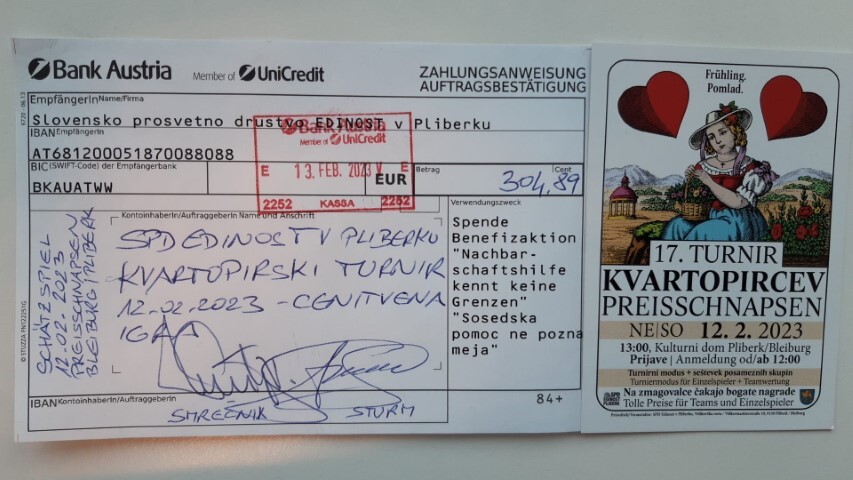 Bank Austria Member of UniCredit
ZAHLUNGSANWEISUNG
AUFTRAGSBESTÄTIGUNG
EmpfängerIn Name/Firma
Slovensko prosvetno drustvo EDINOST v Pliberku
IBAN EmpfängerIn
AT681200051870088088
BIC (SWIFT-Code) der Empfängerbank
BKAUATWW
EUR
Betrag
Cent
304,89
Bank Austria
Member of UniCredit
E 13. FEB. 2023 V E
2252 KASSA 2252
KontoinhaberIn/AuftraggeberIn Name und Anschrift
SPD EDINOST V PLIBERKU
KVARTOPIRSKI TURNIR
12.02.2023 - CENITVENA
IGRA
SCHÄTZSPIEL
12.02.2023
PREISSCHNAPSEN
BLEIBURG/PLIBERK
Verwendungszweck
Spende
Benefizaktion
"Nachbar-
schaftshilfe
kennt keine
Grenzen"
"Sosedska
pomoc ne pozna
meja"
IBAN KontoinhaberIn/AuftraggeberIn
84+
SMREČNIK STURM
Frühling.
Pomlad.
17. TURNIR
KVARTOPIRCEV
PREISSCHNAPSEN
NE|SO 12. 2. 2023
13:00, Kulturni dom Pliberk/Bleiburg
Prijave | Anmeldung od/ab 12:00
Turnirni modus + seštevek posameznih skupin
Turniermodus für Einzelspieler + Teamwertung
Na zmagovalce čakajo bogate nagrade
Tolle Preise für Teams und Einzelspieler